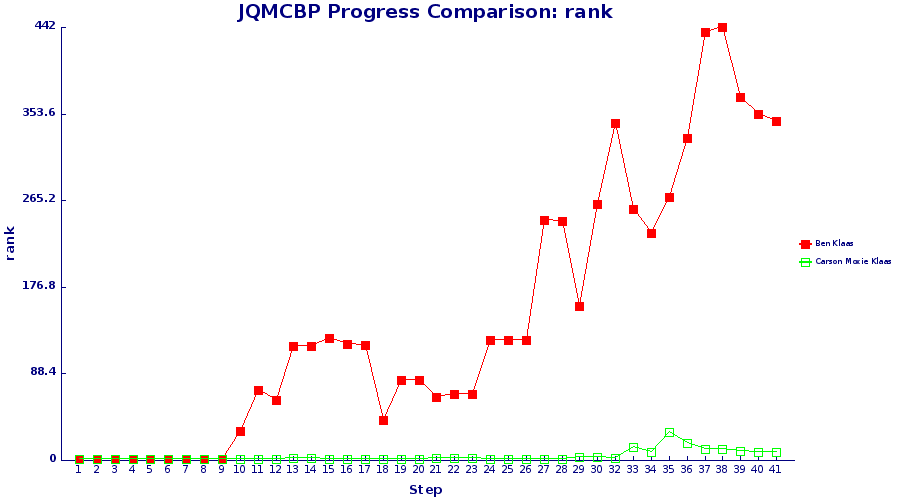 JQMCBP Progress Comparison: rank
442
353.6
265.2
176.8
88.4
0
rank
1 2 3 4 5 6 7 8 9 10 11 12 13 14 15 16 17 18 19 20 21 22 23 24 25 26 27 28 29 30 31 32 33 34 35 36 37 38 39 40 41
Step
Ben Klaas
Carson Moxie Klaas